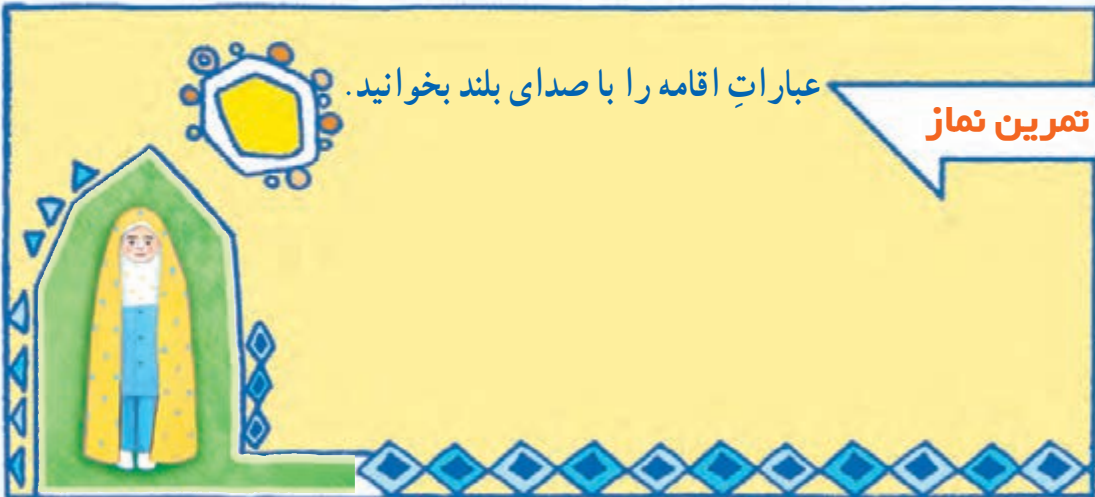 تمرین نماز
عباراتِ اقامه را با صدای بلند بخوانید.